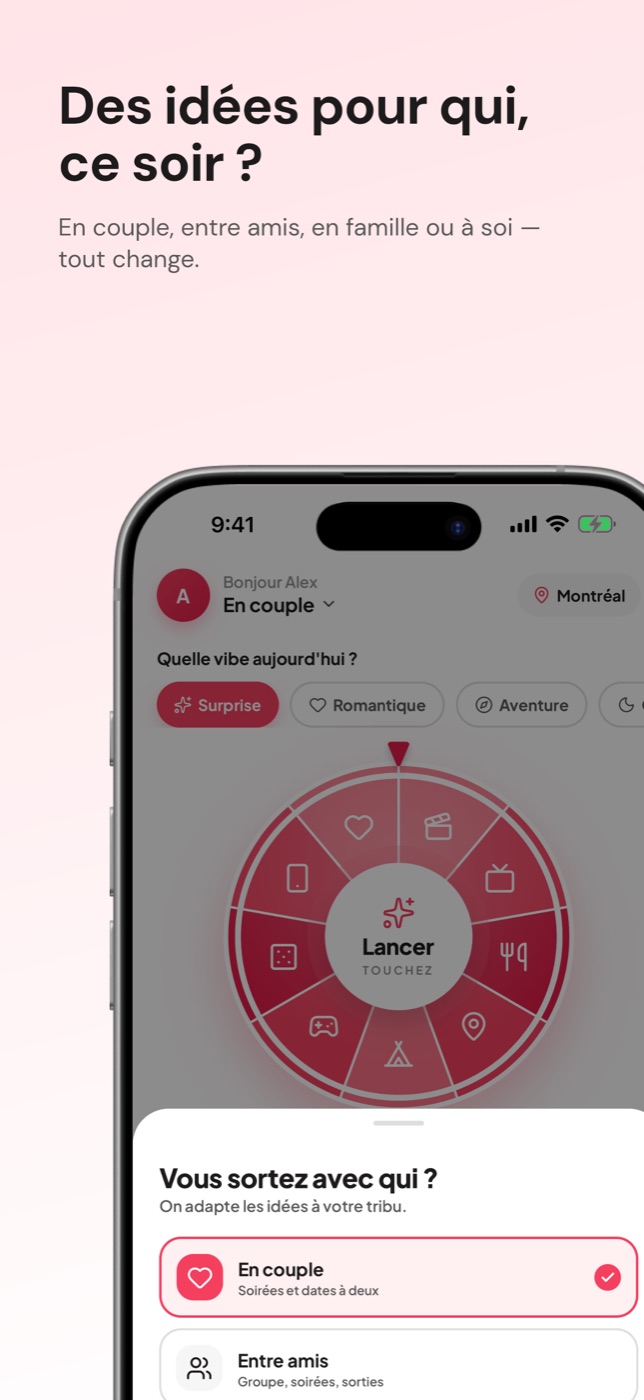 Des idées pour qui,
ce soir ?
En couple, entre amis, en famille ou à soi —
tout change.
9:41
A
Bonjour Alex
En couple
Montréal
Quelle vibe aujourd'hui ?
Surprise
Romantique
Aventure
Lancer
TOUCHEZ
Vous sortez avec qui ?
On adapte les idées à votre tribu.
En couple
Soirées et dates à deux
Entre amis
Groupe, soirées, sorties